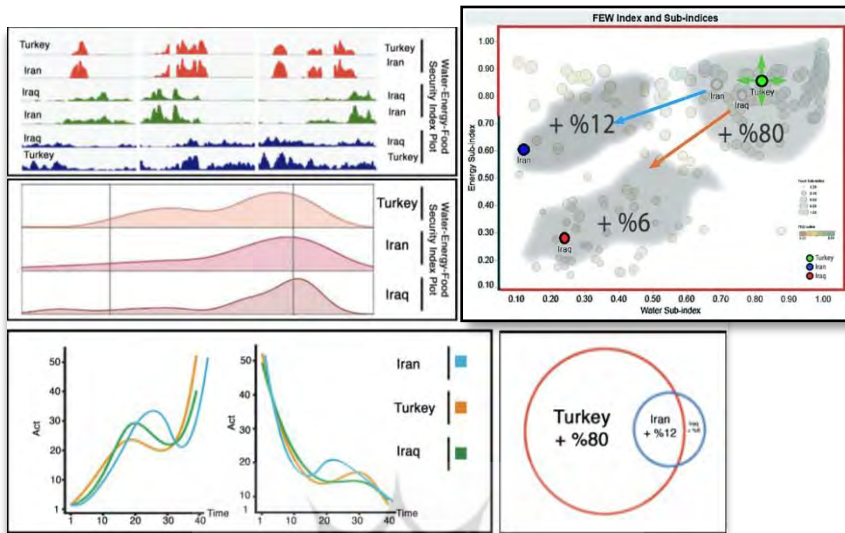 Turkey
Iran
Iraq
Iran
Iraq
Turkey
Turkey
Iran
Iraq
Iran
Iraq
Turkey
Water-Energy-Food
Security Index Plot
Turkey
Iran
Iraq
Water-Energy-Food
Security Index Plot
FEW Index and Sub-indices
Energy Sub-index
1.00
0.90
0.80
0.70
0.60
0.50
0.40
0.30
0.20
0.10
0.10
0.20
0.30
0.40
0.50
0.60
0.70
0.80
0.90
1.00
Water Sub-index
+ %12
+ %80
+ %6
Iran
Iraq
Turkey
Iran
Iraq
Turkey
Iran
Iraq
Act
50
40
30
20
10
1
1
10
20
30
40
Time
Act
50
40
30
20
10
1
1
10
20
30
40
Time
Iran
Turkey
Iraq
Turkey
+ %80
Iran
+ %12
Iraq